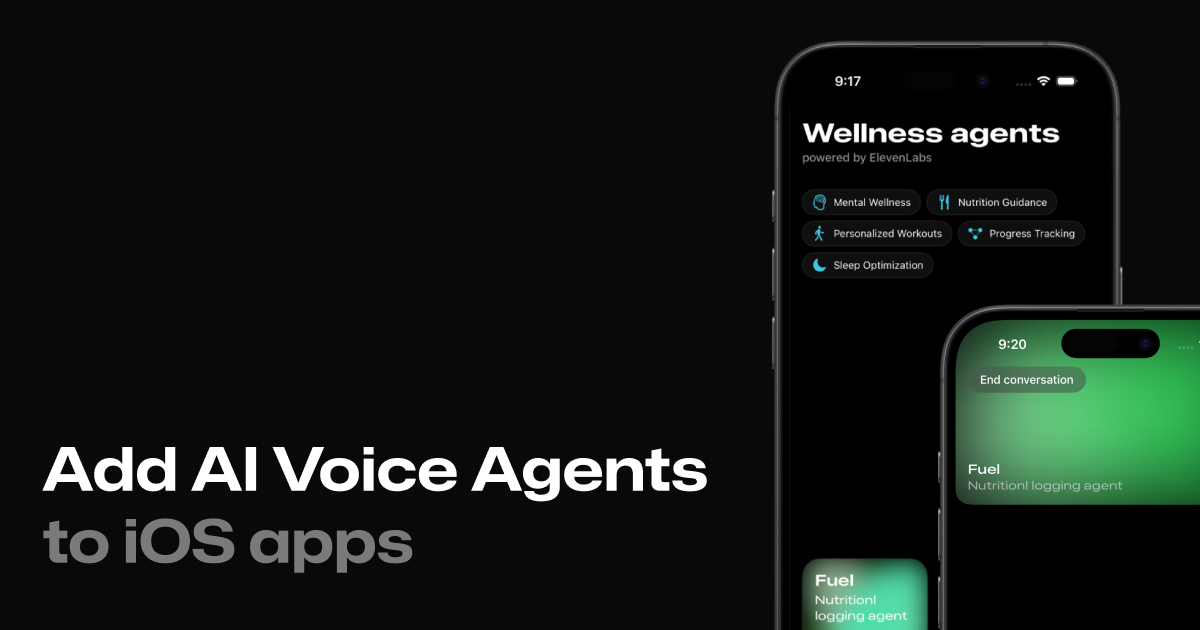 Add AI Voice Agents
to iOS apps
9:17
Wellness agents
powered by ElevenLabs
Mental Wellness
Nutrition Guidance
Personalized Workouts
Progress Tracking
Sleep Optimization
Fuel
Nutritionl
logging agent
9:20
End conversation
Fuel
Nutritionl logging agent